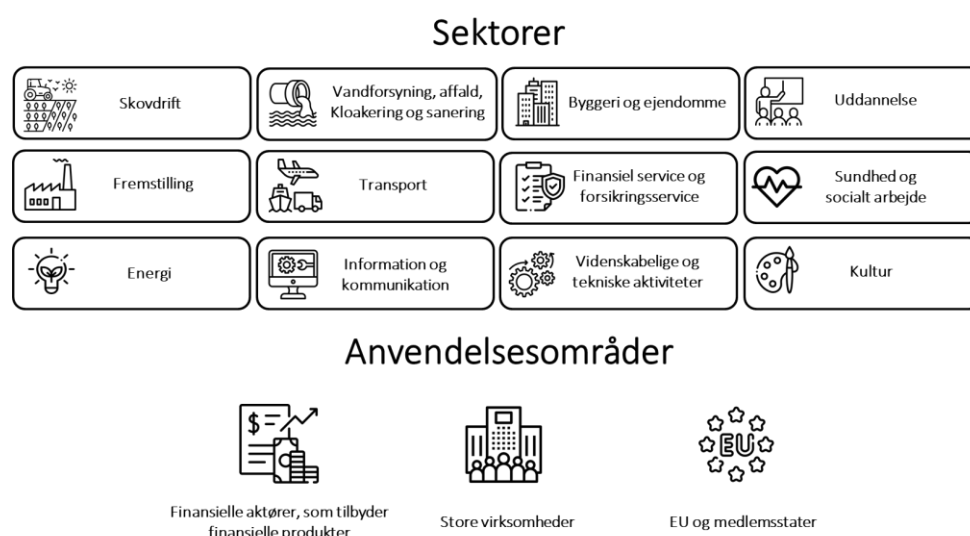 Sektorer
Skovdrift
Vandforsyning, affald,
Kloakering og sanering
Byggeri og ejendomme
Uddannelse
Fremstilling
Transport
Finansiel service og
forsikringsservice
Sundhed og
socialt arbejde
Energi
Information og
kommunikation
Videnskabelige og
tekniske aktiviteter
Kultur
Anvendelsesområder
$
EU
Finansielle aktører, som tilbyder
finansielle produkter
Store virksomheder
EU og medlemsstater